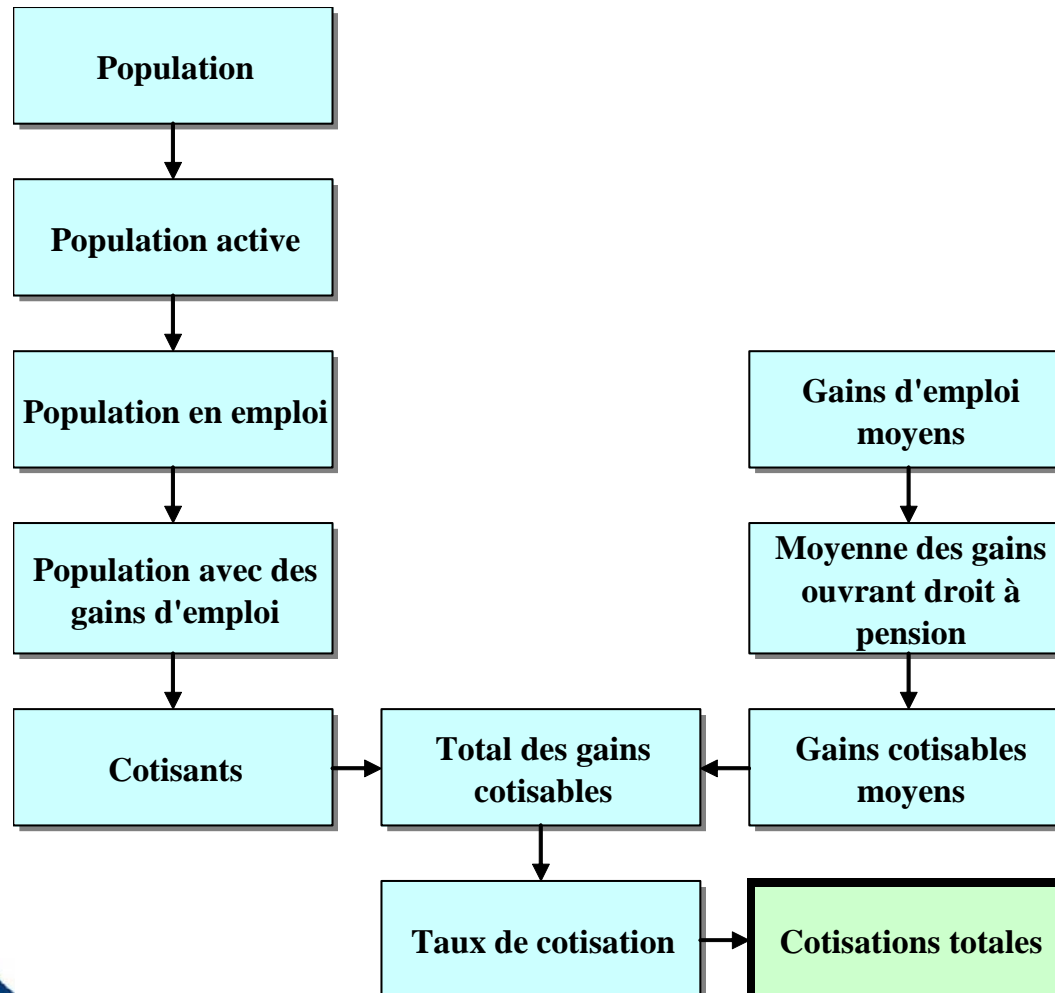 Population
Population active
Population en emploi
Gains d'emploi
moyens
Population avec des
gains d'emploi
Moyenne des gains
ouvrant droit à
pension
Cotisants
Total des gains
cotisables
Gains cotisables
moyens
Taux de cotisation
Cotisations totales